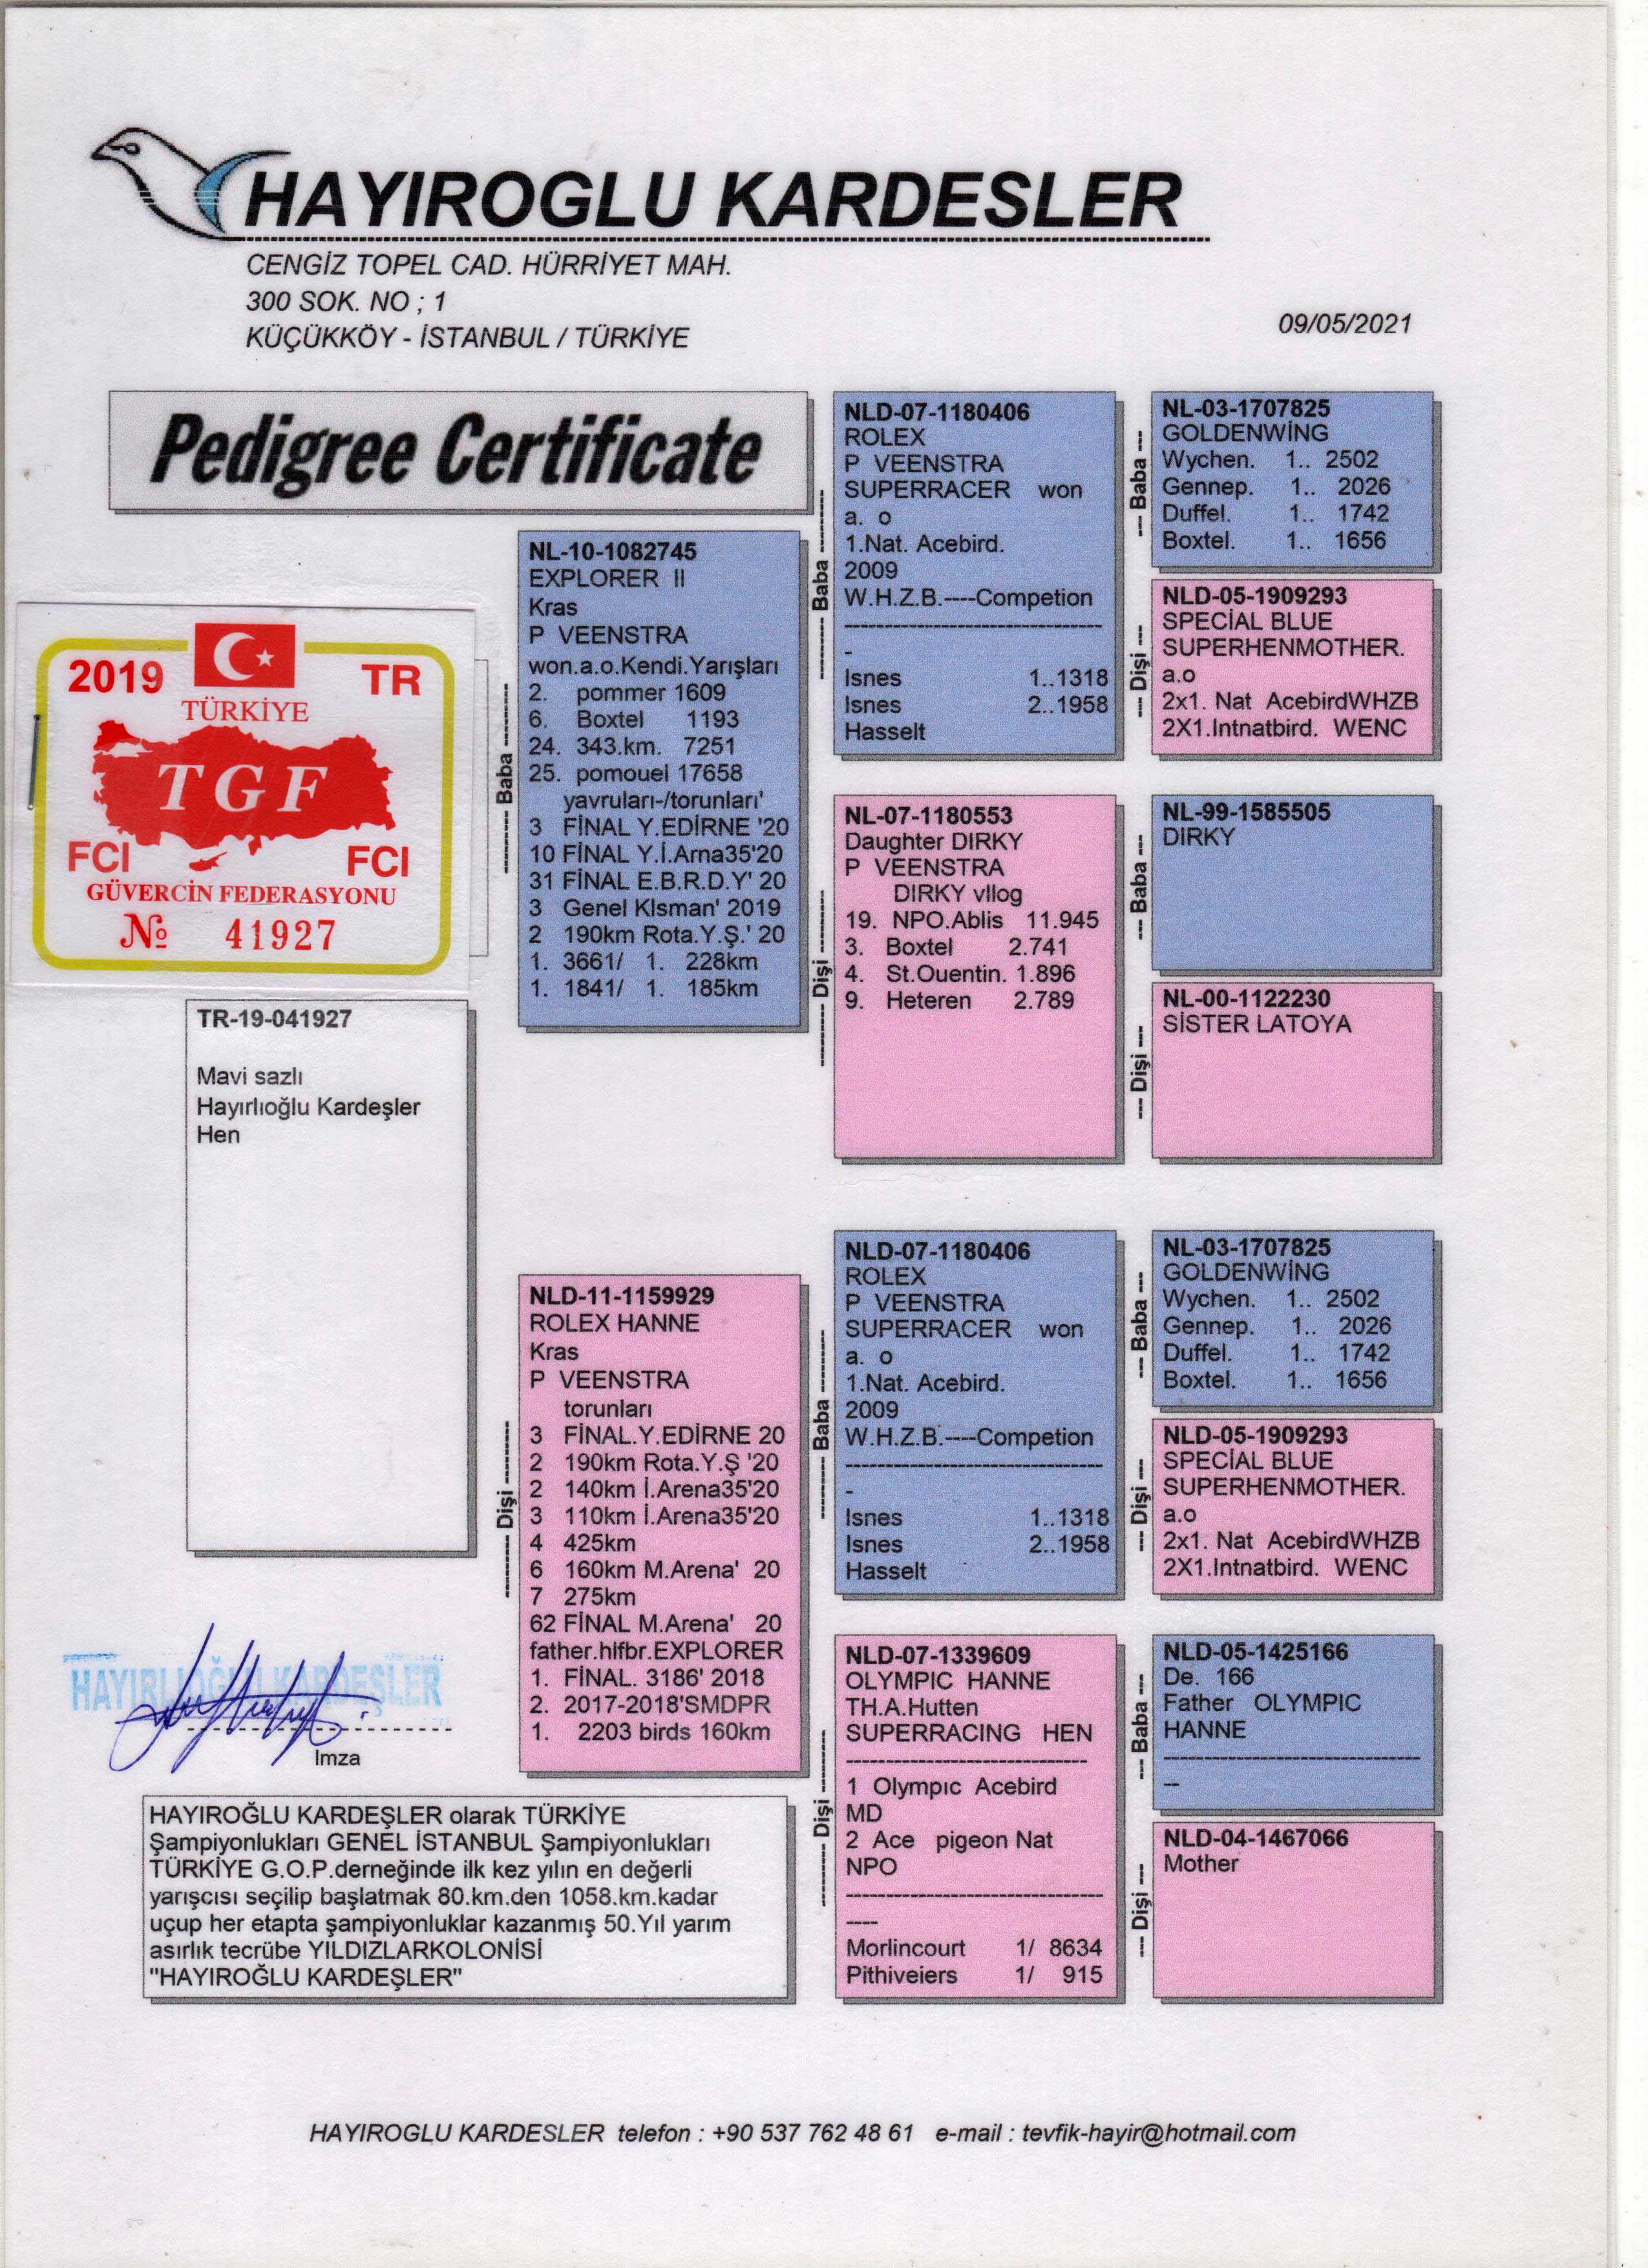 HAYIROGLU KARDESLER
CENGİZ TOPEL CAD. HÜRRİYET MAH.
300 SOK. NO ; 1
KÜÇÜKKÖY - İSTANBUL / TÜRKİYE
09/05/2021
Pedigree Certificate
2019 TR
TÜRKİYE
TGF
FCI FCI
GÜVERCİN FEDERASYONU
№ 41927
TR-19-041927
Mavi sazlı
Hayırlıoğlu Kardeşler
Hen
--- Baba ---
NL-10-1082745
EXPLORER II
Kras
P VEENSTRA
won.a.o.Kendi.Yarışları
2. pommer 1609
6. Boxtel 1193
24. 343.km. 7251
25. pomouel 17658
yavruları-/torunları'
3 FİNAL Y.EDİRNE '20
10 FİNAL Y.İ.Arna35'20
31 FİNAL E.B.R.D.Y' 20
3 Genel KIsman' 2019
2 190km Rota.Y.Ş.' 20
1. 3661/ 1. 228km
1. 1841/ 1. 185km
--- Dişi ---
NLD-11-1159929
ROLEX HANNE
Kras
P VEENSTRA
torunları
3 FİNAL.Y.EDİRNE 20
2 190km Rota.Y.Ş '20
2 140km İ.Arena35'20
3 110km İ.Arena35'20
4 425km
6 160km M.Arena' 20
7 275km
62 FİNAL M.Arena' 20
father.hlfbr.EXPLORER
1. FİNAL. 3186' 2018
2. 2017-2018'SMDPR
1. 2203 birds 160km
--- Baba ---
NLD-07-1180406
ROLEX
P VEENSTRA
SUPERRACER won
a. o
1.Nat. Acebird.
2009
W.H.Z.B.----Competion
-
Isnes 1..1318
Isnes 2..1958
Hasselt
--- Dişi ---
NL-07-1180553
Daughter DIRKY
P VEENSTRA
DIRKY vllog
19. NPO.Ablis 11.945
3. Boxtel 2.741
4. St.Ouentin. 1.896
9. Heteren 2.789
--- Baba ---
NLD-07-1180406
ROLEX
P VEENSTRA
SUPERRACER won
a. o
1.Nat. Acebird.
2009
W.H.Z.B.----Competion
-
Isnes 1..1318
Isnes 2..1958
Hasselt
--- Dişi ---
NLD-07-1339609
OLYMPIC HANNE
TH.A.Hutten
SUPERRACING HEN
1 Olympıc Acebird
MD
2 Ace pigeon Nat
NPO
----
Morlincourt 1/ 8634
Pithiveiers 1/ 915
--- Baba ---
NL-03-1707825
GOLDENWİNG
Wychen. 1.. 2502
Gennep. 1.. 2026
Duffel. 1.. 1742
Boxtel. 1.. 1656
--- Dişi ---
NLD-05-1909293
SPECİAL BLUE
SUPERHENMOTHER.
a.o
2x1. Nat AcebirdWHZB
2X1.Intnatbird. WENC
--- Baba ---
NL-99-1585505
DIRKY
--- Dişi ---
NL-00-1122230
SİSTER LATOYA
--- Baba ---
NL-03-1707825
GOLDENWİNG
Wychen. 1.. 2502
Gennep. 1.. 2026
Duffel. 1.. 1742
Boxtel. 1.. 1656
--- Dişi ---
NLD-05-1909293
SPECİAL BLUE
SUPERHENMOTHER.
a.o
2x1. Nat AcebirdWHZB
2X1.Intnatbird. WENC
--- Baba ---
NLD-05-1425166
De. 166
Father OLYMPIC
HANNE
--
--- Dişi ---
NLD-04-1467066
Mother
HAYIRLIOĞLU KARDEŞLER
Imza
HAYIROĞLU KARDEŞLER olarak TÜRKİYE
Şampiyonlukları GENEL İSTANBUL Şampiyonlukları
TÜRKİYE G.O.P.derneğinde ilk kez yılın en değerli
yarışcısı seçilip başlatmak 80.km.den 1058.km.kadar
uçup her etapta şampiyonluklar kazanmış 50.Yıl yarım
asırlık tecrübe YILDIZLARKOLONİSİ
"HAYIROĞLU KARDEŞLER"
HAYIROGLU KARDESLER telefon : +90 537 762 48 61 e-mail : tevfik-hayir@hotmail.com